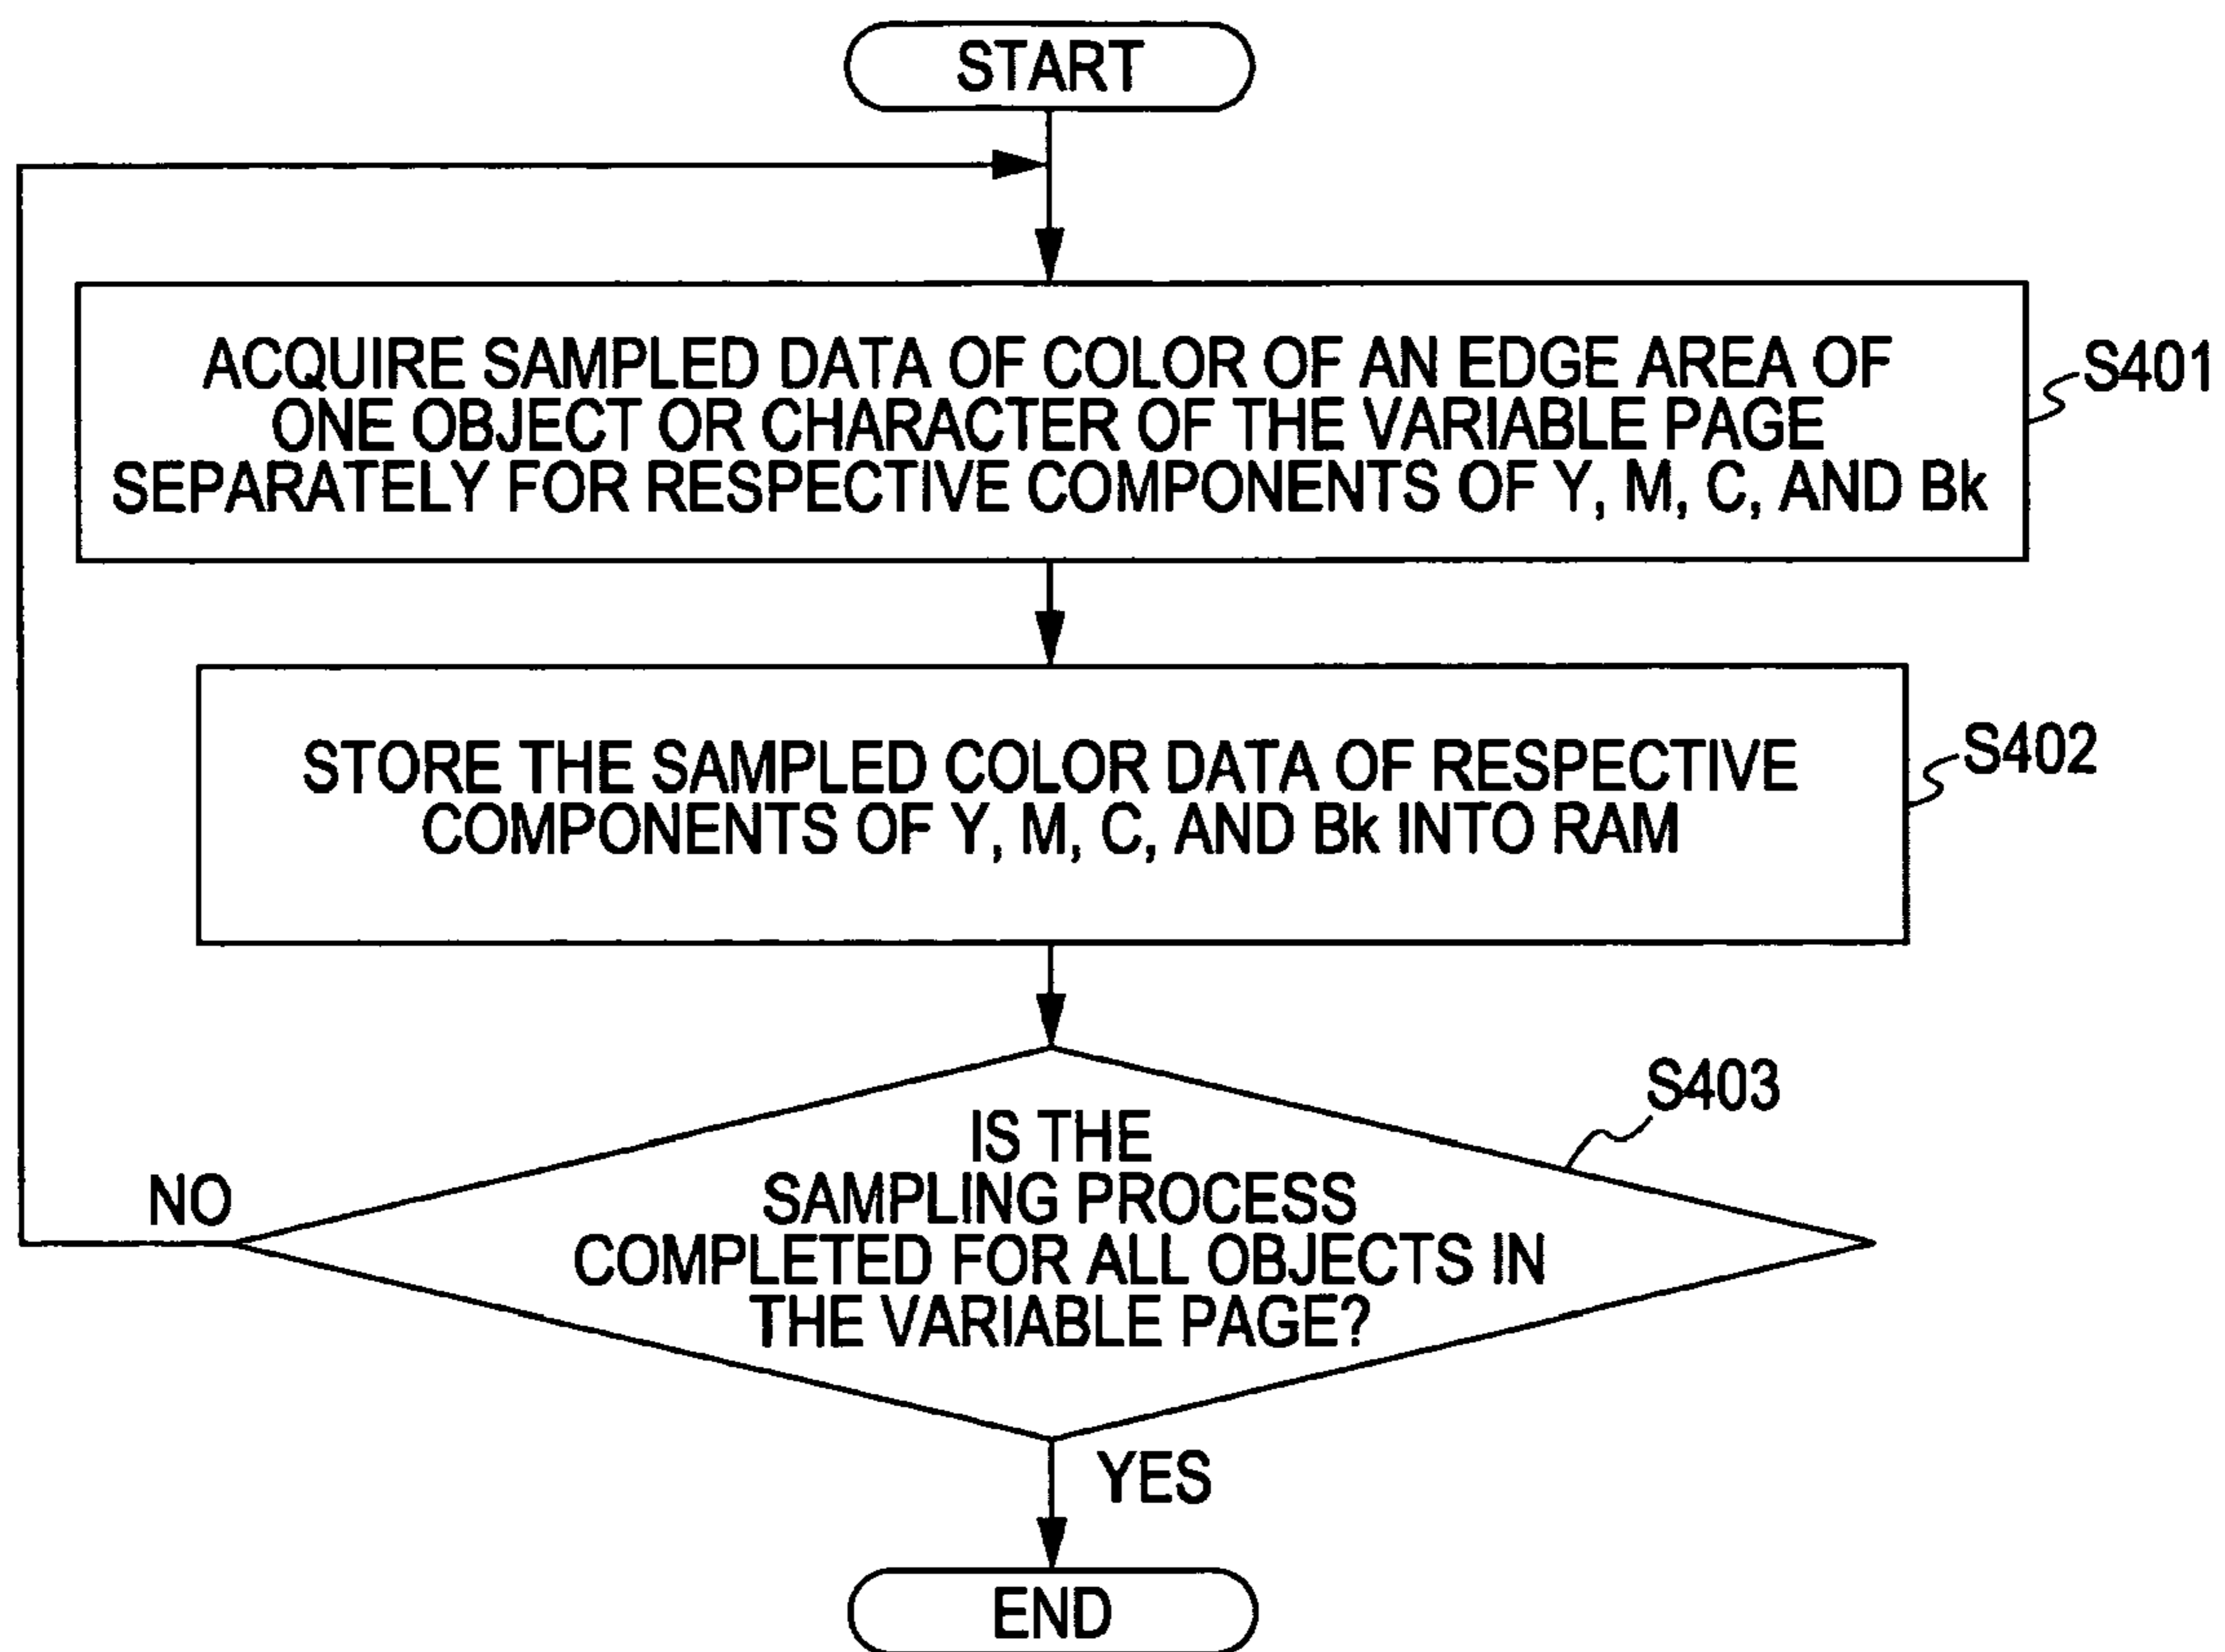 START
ACQUIRE SAMPLED DATA OF COLOR OF AN EDGE AREA OF
ONE OBJECT OR CHARACTER OF THE VARIABLE PAGE
SEPARATELY FOR RESPECTIVE COMPONENTS OF Y, M, C, AND Bk
S401
STORE THE SAMPLED COLOR DATA OF RESPECTIVE
COMPONENTS OF Y, M, C, AND Bk INTO RAM
S402
IS THE
SAMPLING PROCESS
COMPLETED FOR ALL OBJECTS IN
THE VARIABLE PAGE?
S403
NO
YES
END